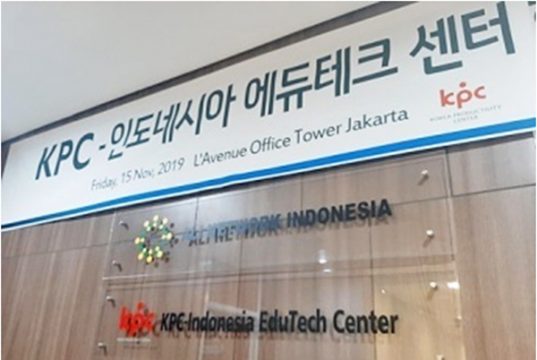 KPC - 인도네시아 에듀테크 센터
Friday, 15 Nov, 2019 L'Avenue Office Tower Jakarta
kpc
KOREA PRODUCTIVITY
CENTER
INDONESIA
kpc KPC-Indonesia EduTech Center